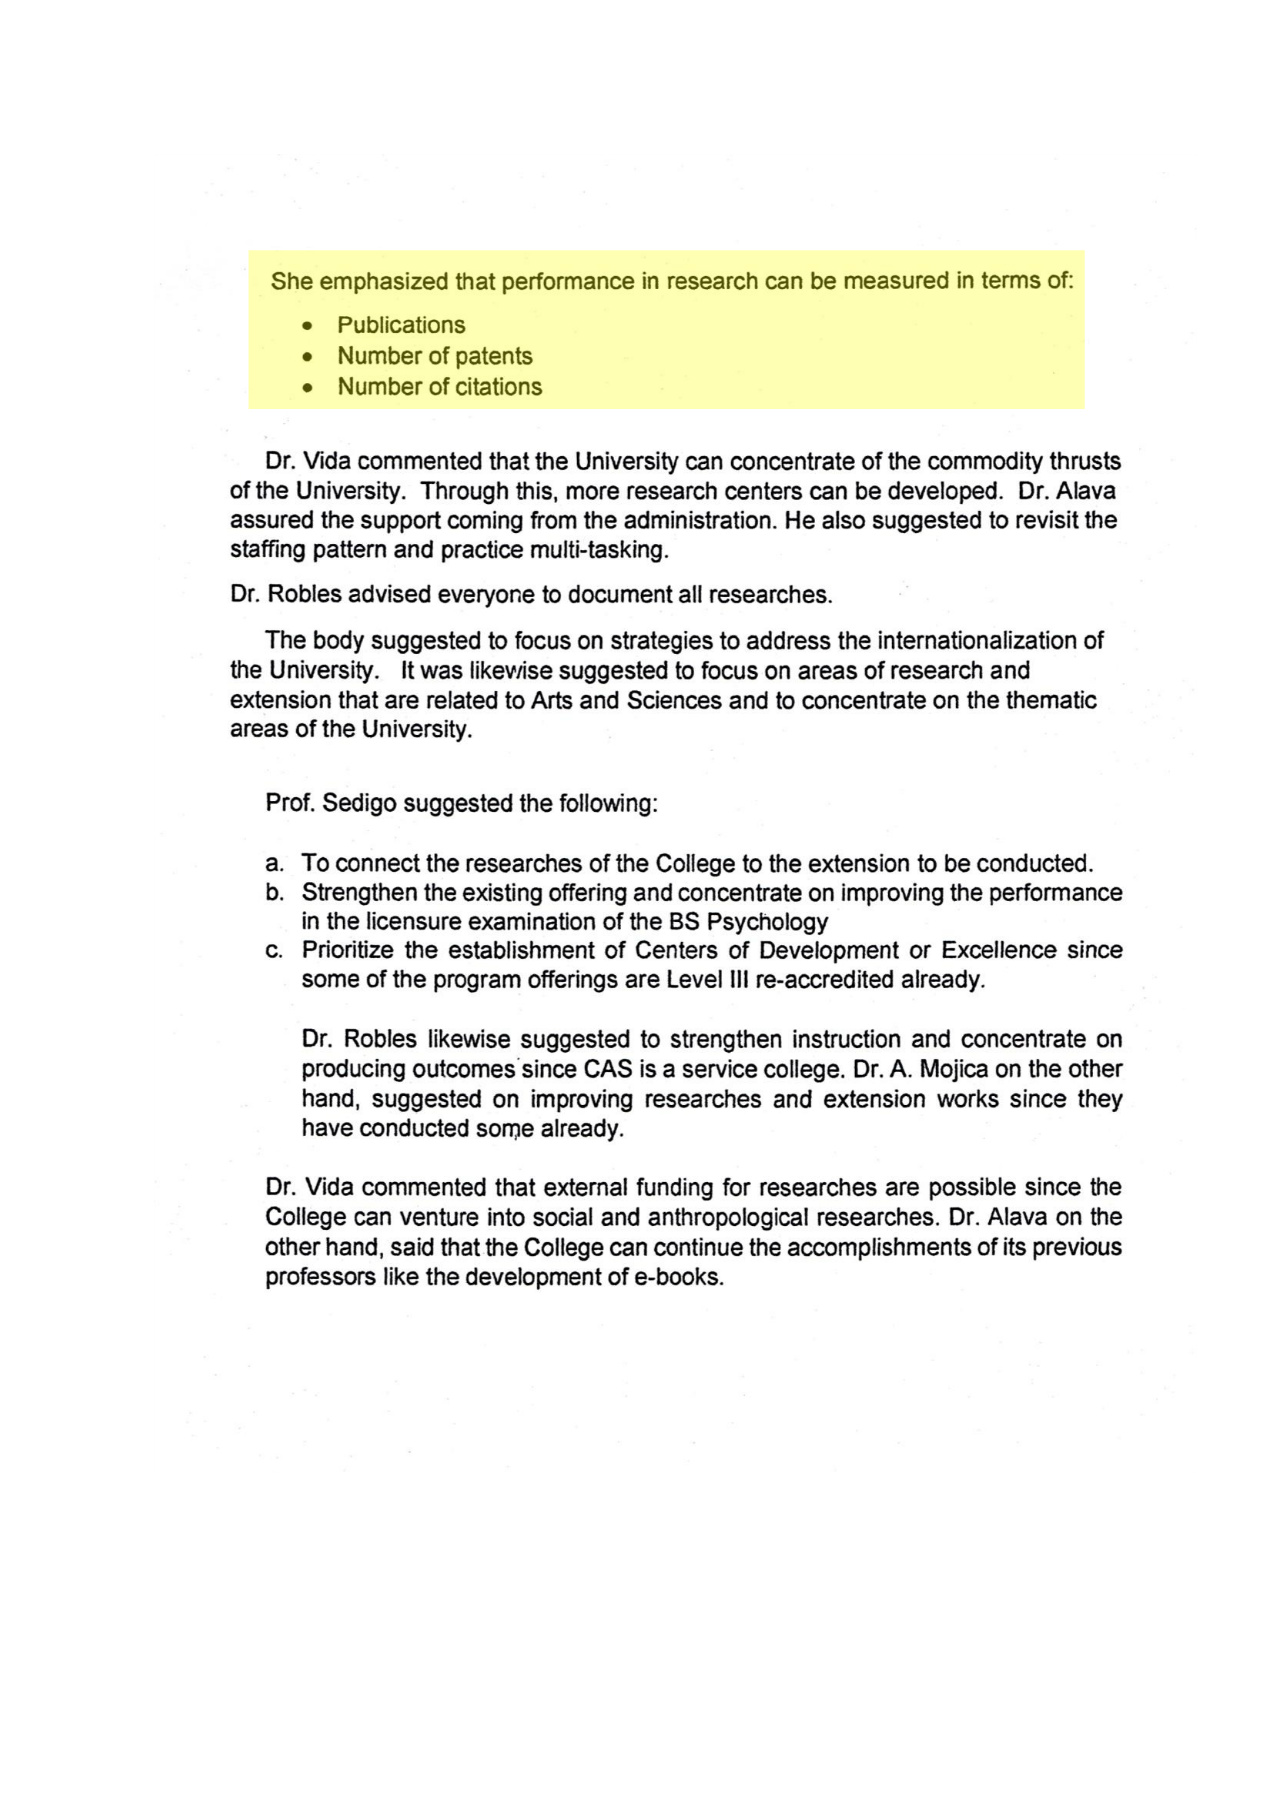 She emphasized that performance in research can be measured in terms of:
• Publications
• Number of patents
• Number of citations
Dr. Vida commented that the University can concentrate of the commodity thrusts
of the University. Through this, more research centers can be developed. Dr. Alava
assured the support coming from the administration. He also suggested to revisit the
staffing pattern and practice multi-tasking.
Dr. Robles advised everyone to document all researches.
The body suggested to focus on strategies to address the internationalization of
the University. It was likewise suggested to focus on areas of research and
extension that are related to Arts and Sciences and to concentrate on the thematic
areas of the University.
Prof. Sedigo suggested the following:
a. To connect the researches of the College to the extension to be conducted.
b. Strengthen the existing offering and concentrate on improving the performance
in the licensure examination of the BS Psychology
c. Prioritize the establishment of Centers of Development or Excellence since
some of the program offerings are Level III re-accredited already.
Dr. Robles likewise suggested to strengthen instruction and concentrate on
producing outcomes since CAS is a service college. Dr. A. Mojica on the other
hand, suggested on improving researches and extension works since they
have conducted some already.
Dr. Vida commented that external funding for researches are possible since the
College can venture into social and anthropological researches. Dr. Alava on the
other hand, said that the College can continue the accomplishments of its previous
professors like the development of e-books.